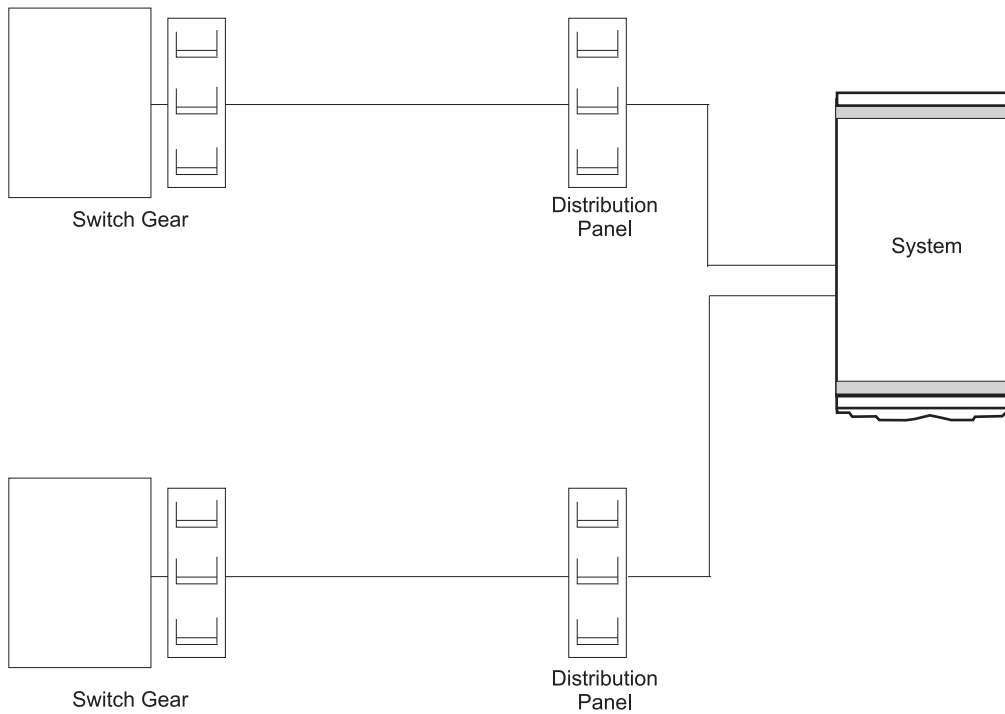 Switch Gear
Distribution
Panel
System
Switch Gear
Distribution
Panel